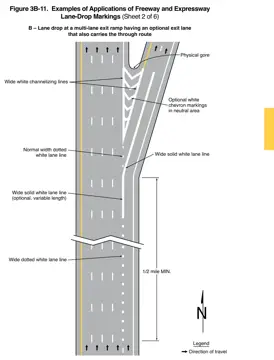 Figure 3B-11. Examples of Applications of Freeway and Expressway
Lane-Drop Markings (Sheet 2 of 6)
B – Lane drop at a multi-lane exit ramp having an optional exit lane
that also carries the through route
Physical gore
Wide white channelizing lines
Optional white
chevron markings
in neutral area
Normal width dotted
white lane line
Wide solid white lane line
Wide solid white lane line
(optional, variable length)
Wide dotted white lane line
1/2 mile MIN.
N
Legend
Direction of travel